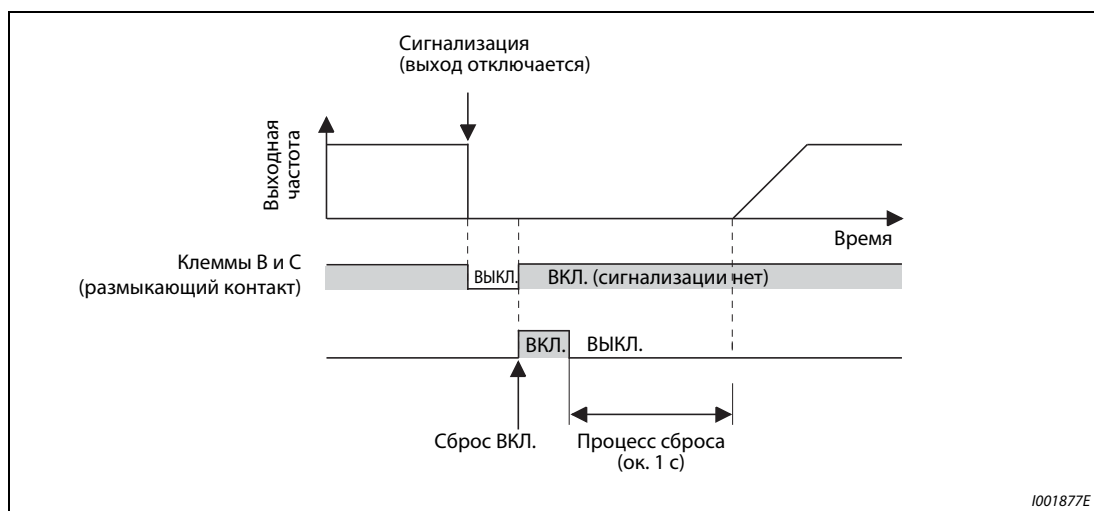 Сигнализация
(выход отключается)
Выходная
частота
Время
Клеммы B и C
(размыкающий контакт)
ВЫКЛ.
ВКЛ. (сигнализации нет)
ВКЛ.
ВЫКЛ.
Сброс ВКЛ.
Процесс сброса
(ок. 1 с)
I001877E